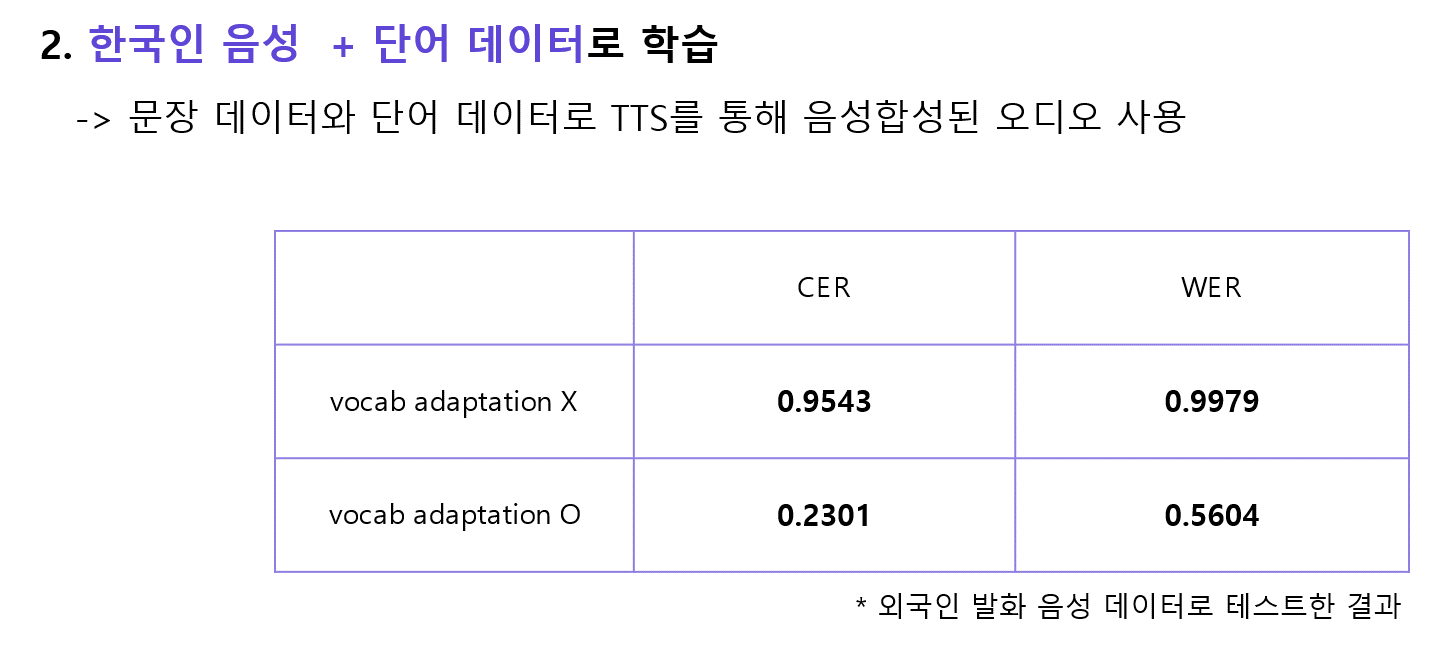 2. 한국인 음성 + 단어 데이터로 학습
-> 문장 데이터와 단어 데이터로 TTS를 통해 음성합성된 오디오 사용
CER WER
vocab adaptation X 0.9543 0.9979
vocab adaptation O 0.2301 0.5604
* 외국인 발화 음성 데이터로 테스트한 결과